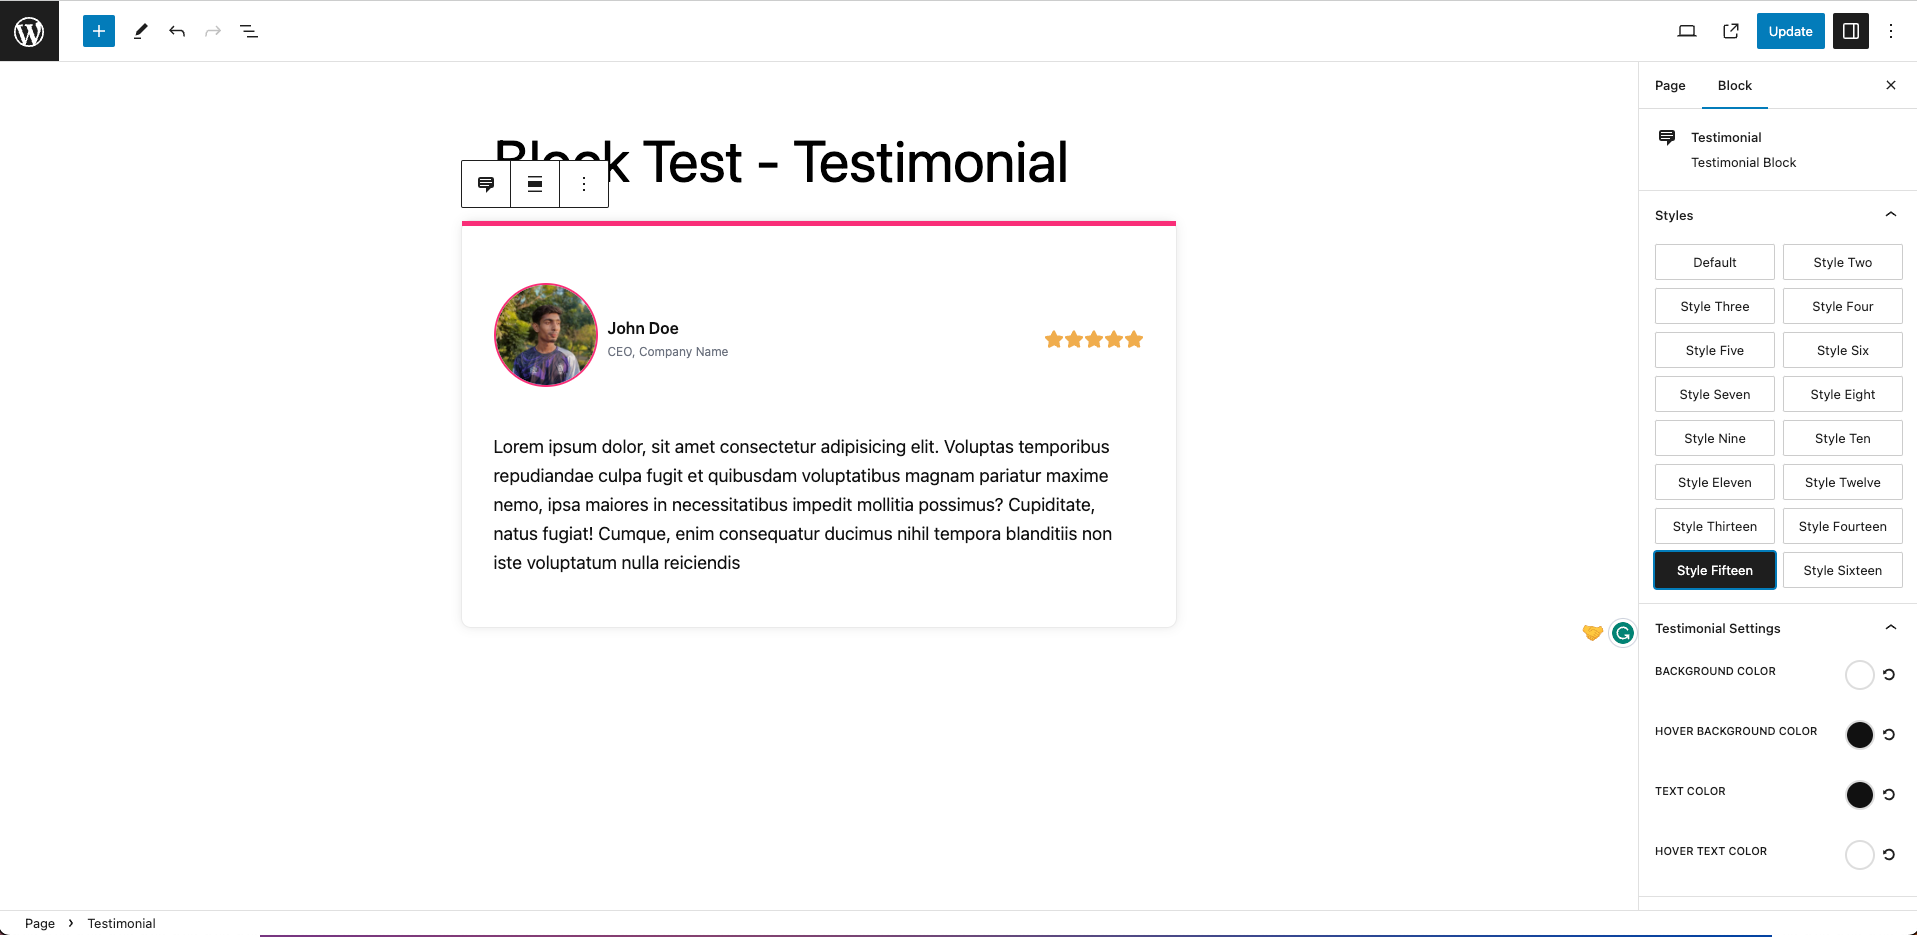 Update
Page
Block
Testimonial
Testimonial Block
Block Test - Testimonial
John Doe
CEO, Company Name
Lorem ipsum dolor, sit amet consectetur adipisicing elit. Voluptas temporibus
repudiandae culpa fugit et quibusdam voluptatibus magnam pariatur maxime
nemo, ipsa maiores in necessitatibus impedit mollitia possimus? Cupiditate,
natus fugiat! Cumque, enim consequatur ducimus nihil tempora blanditiis non
iste voluptatum nulla reiciendis
Styles
Default
Style Two
Style Three
Style Four
Style Five
Style Six
Style Seven
Style Eight
Style Nine
Style Ten
Style Eleven
Style Twelve
Style Thirteen
Style Fourteen
Style Fifteen
Style Sixteen
Testimonial Settings
BACKGROUND COLOR
HOVER BACKGROUND COLOR
TEXT COLOR
HOVER TEXT COLOR
Page › Testimonial